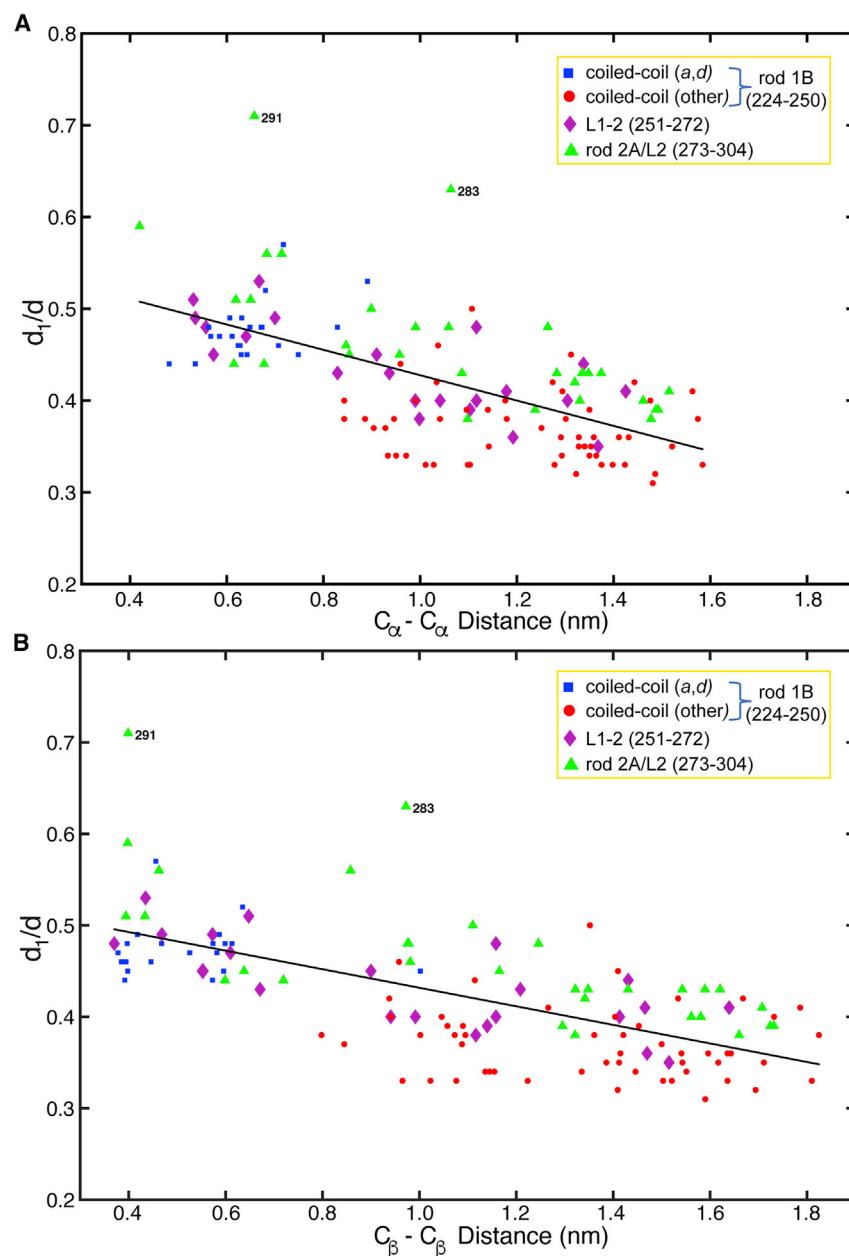 A
0.8
0.7
0.6
0.5
0.4
0.3
0.2
d₁/d
291
283
coiled-coil (a,d)
coiled-coil (other)
rod 1B
(224-250)
L1-2 (251-272)
rod 2A/L2 (273-304)
0.4 0.6 0.8 1.0 1.2 1.4 1.6 1.8
Cα - Cα Distance (nm)
B
0.8
0.7
0.6
0.5
0.4
0.3
0.2
d₁/d
291
283
coiled-coil (a,d)
coiled-coil (other)
rod 1B
(224-250)
L1-2 (251-272)
rod 2A/L2 (273-304)
0.4 0.6 0.8 1.0 1.2 1.4 1.6 1.8
Cβ - Cβ Distance (nm)